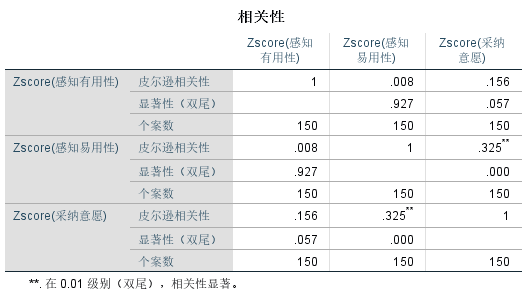 相关性
Zscore(感知有用性) Zscore(感知易用性) Zscore(采纳意愿)
Zscore(感知有用性) 皮尔逊相关性 1 .008 .156
显著性（双尾） .927 .057
个案数 150 150 150
Zscore(感知易用性) 皮尔逊相关性 .008 1 .325**
显著性（双尾） .927 .000
个案数 150 150 150
Zscore(采纳意愿) 皮尔逊相关性 .156 .325** 1
显著性（双尾） .057 .000
个案数 150 150 150
**. 在 0.01 级别（双尾），相关性显著。